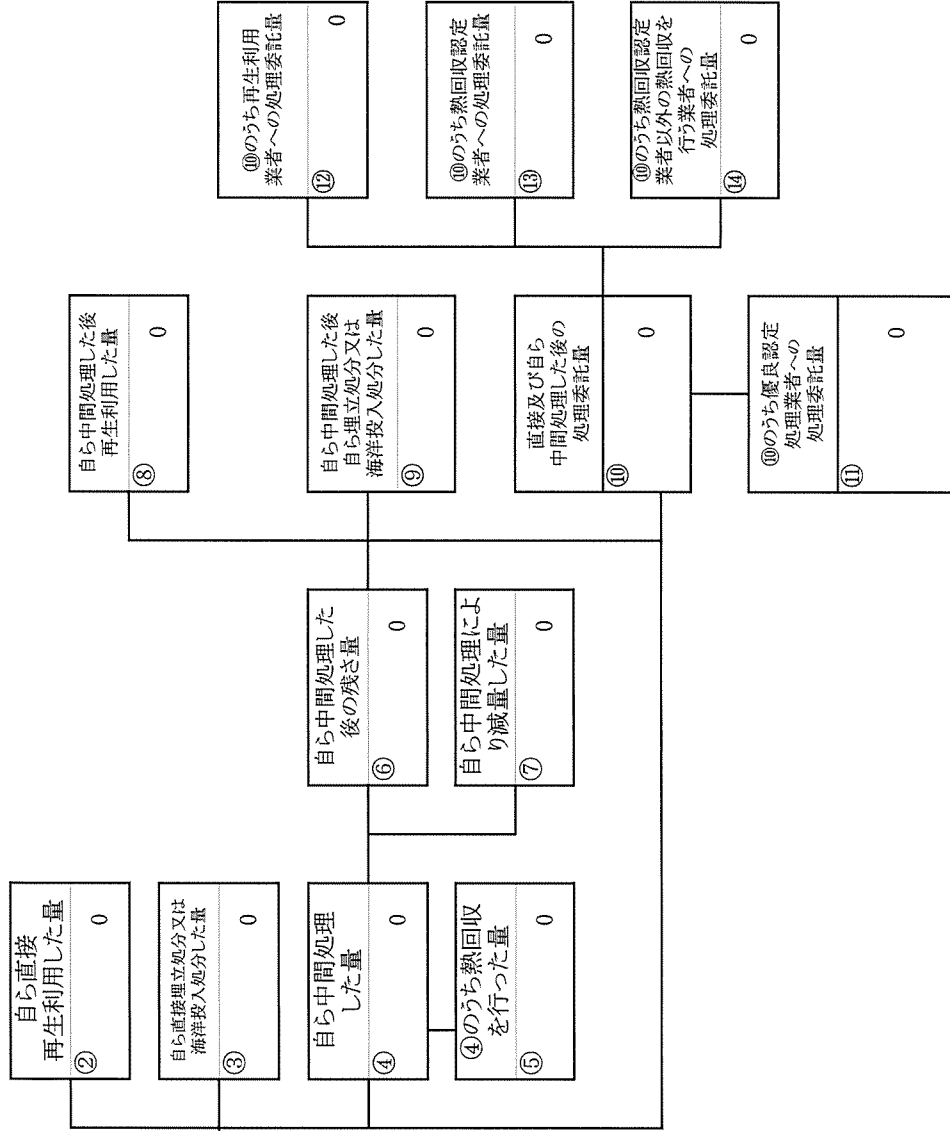 自ら直接
再生利用した量
②
0
自ら直接埋立処分又は
海洋投入処分した量
③
0
自ら中間処理
した量
④
0
④のうち熱回収
を行った量
⑤
0
自ら中間処理した
後の残さ量
⑥
0
自ら中間処理によ
り減量した量
⑦
0
自ら中間処理した後
再生利用した量
⑧
0
自ら中間処理した後
自ら埋立処分又は
海洋投入処分した量
⑨
0
直接及び自ら
中間処理した後の
処理委託量
⑩
0
⑩のうち優良認定
処理業者への
処理委託量
⑪
0
⑩のうち再生利用
業者への処理委託量
⑫
0
⑩のうち熱回収認定
業者への処理委託量
⑬
0
⑩のうち熱回収認定
業者以外の熱回収を
行う業者への
処理委託量
⑭
0